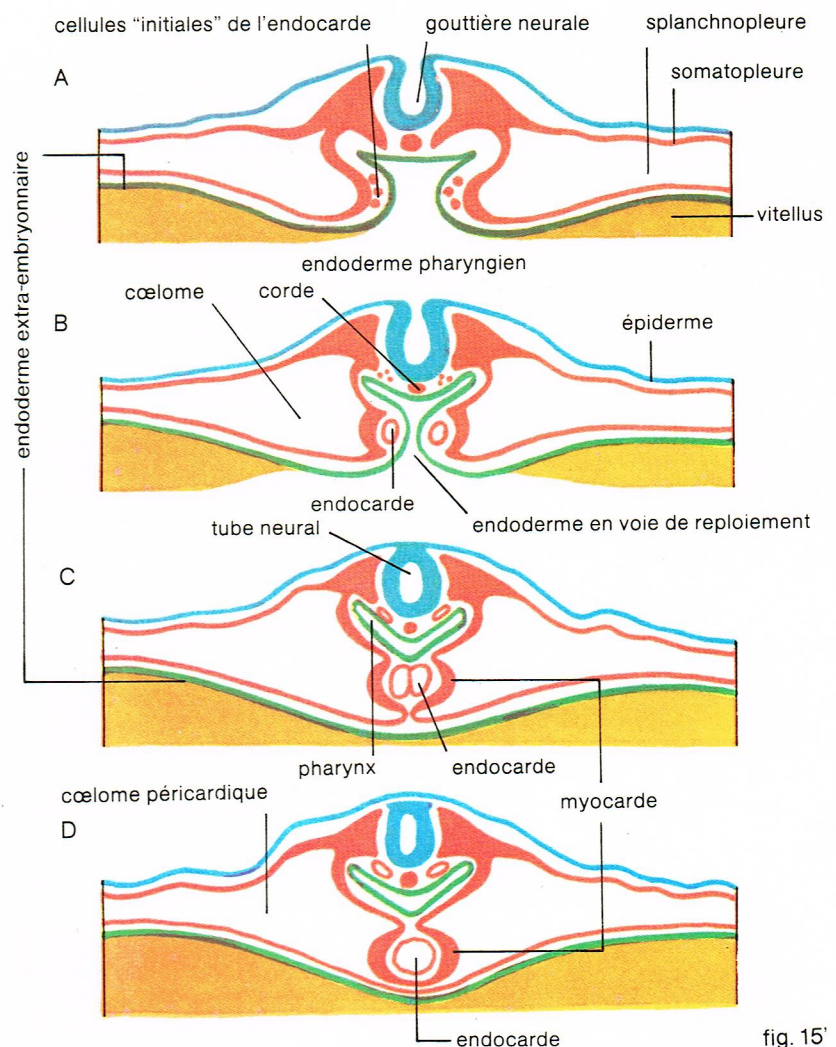 cellules "initiales" de l'endocarde
gouttière neurale
splanchnopleure
A
somatopleure
endoderme extra-embryonnaire
vitellus
endoderme pharyngien
cœlome
corde
B
épiderme
endocarde
tube neural
endoderme en voie de reploiement
C
pharynx
endocarde
cœlome péricardique
myocarde
D
endocarde
fig. 15'